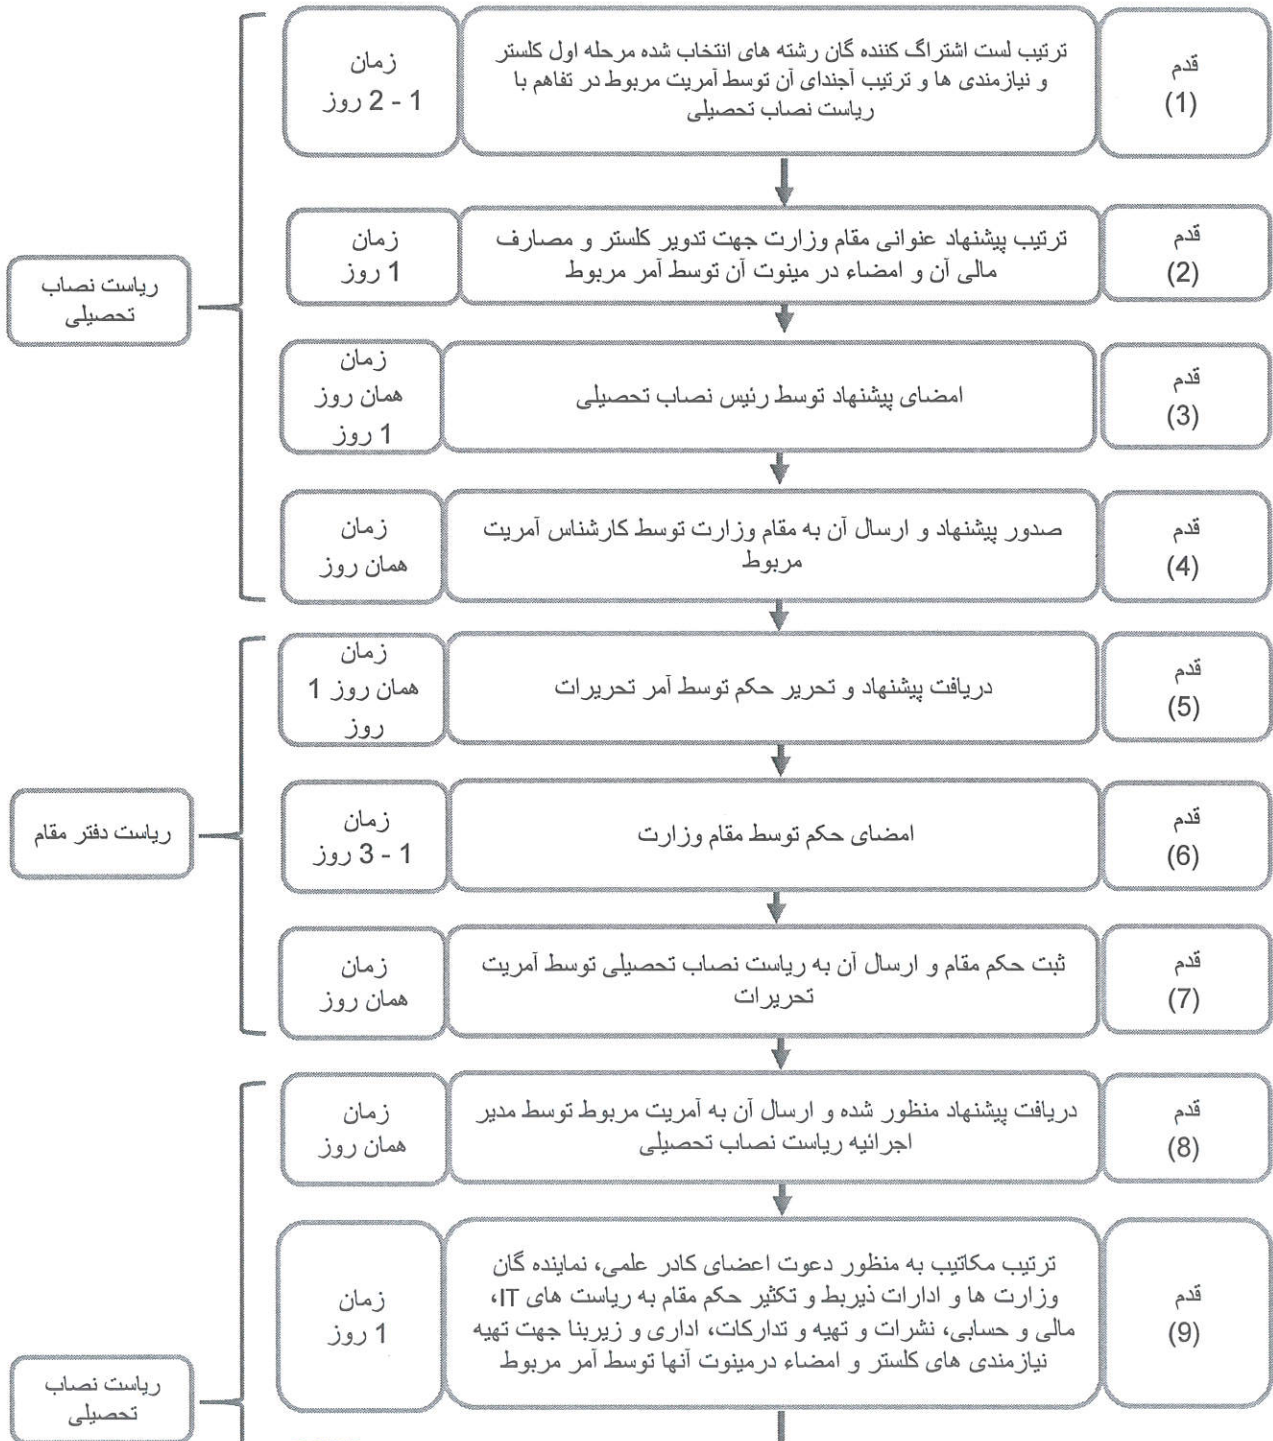 قدم
(1)
ترتیب لست اشتراگ کننده گان رشته های انتخاب شده مرحله اول کلستر
و نیازمندی ها و ترتیب آجندای آن توسط آمریت مربوط در تفاهم با
ریاست نصاب تحصیلی
زمان
1 - 2 روز
قدم
(2)
ترتیب پیشنهاد عنوانی مقام وزارت جهت تدویر کلستر و مصارف
مالی آن و امضاء در مینوت آن توسط آمر مربوط
زمان
1 روز
ریاست نصاب
تحصیلی
قدم
(3)
امضای پیشنهاد توسط رئیس نصاب تحصیلی
زمان
همان روز
1 روز
قدم
(4)
صدور پیشنهاد و ارسال آن به مقام وزارت توسط کارشناس آمریت
مربوط
زمان
همان روز
قدم
(5)
دریافت پیشنهاد و تحریر حکم توسط آمر تحریرات
زمان
همان روز 1
روز
قدم
(6)
امضای حکم توسط مقام وزارت
زمان
1 - 3 روز
ریاست دفتر مقام
قدم
(7)
ثبت حکم مقام و ارسال آن به ریاست نصاب تحصیلی توسط آمریت
تحریرات
زمان
همان روز
قدم
(8)
دریافت پیشنهاد منظور شده و ارسال آن به آمریت مربوط توسط مدیر
اجرائیه ریاست نصاب تحصیلی
زمان
همان روز
قدم
(9)
ترتیب مکاتیب به منظور دعوت اعضای کادر علمی، نماینده گان
وزارت ها و ادارات ذیربط و تکثیر حکم مقام به ریاست های IT،
مالی و حسابی، نشرات و تهیه و تدارکات، اداری و زیربنا جهت تهیه
نیازمندی های کلستر و امضاء درمینوت آنها توسط آمر مربوط
زمان
1 روز
ریاست نصاب
تحصیلی